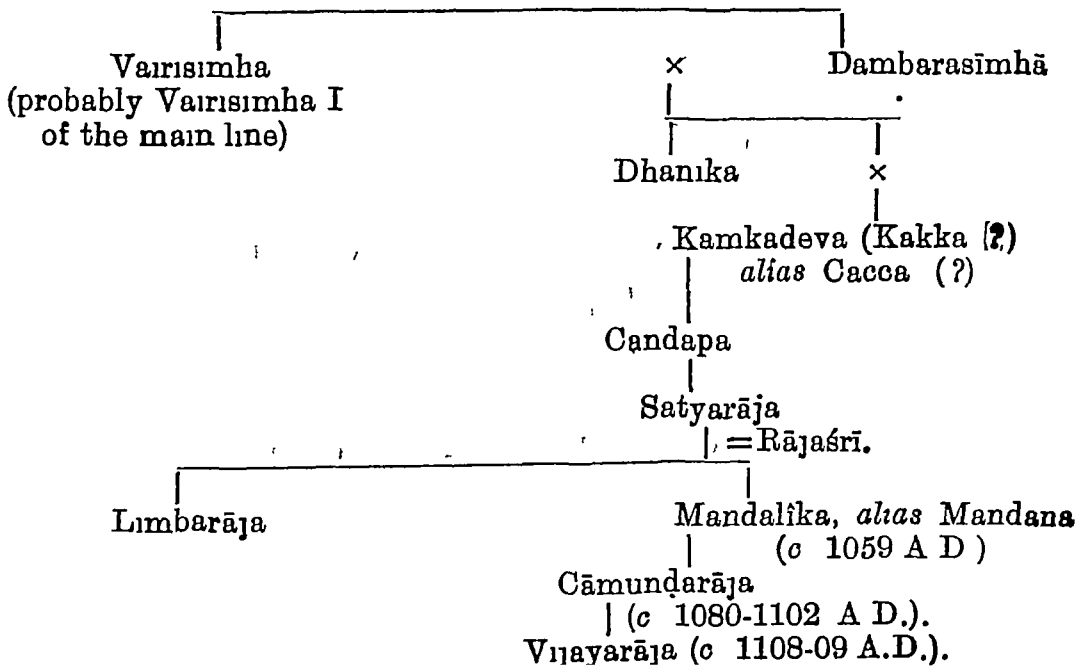 Vairisimha × Dambarasīmhā
(probably Vairisimha I
of the main line)
Dhanika ×
Kamkadeva (Kakka (?)
alias Cacca (?)
Candapa
Satyarāja
= Rājaśrī.
Limbarāja Mandalîka, alias Mandana
(c 1059 A D )
Cāmuṇḍarāja
(c 1080-1102 A D.).
Vijayarāja (c 1108-09 A.D.).